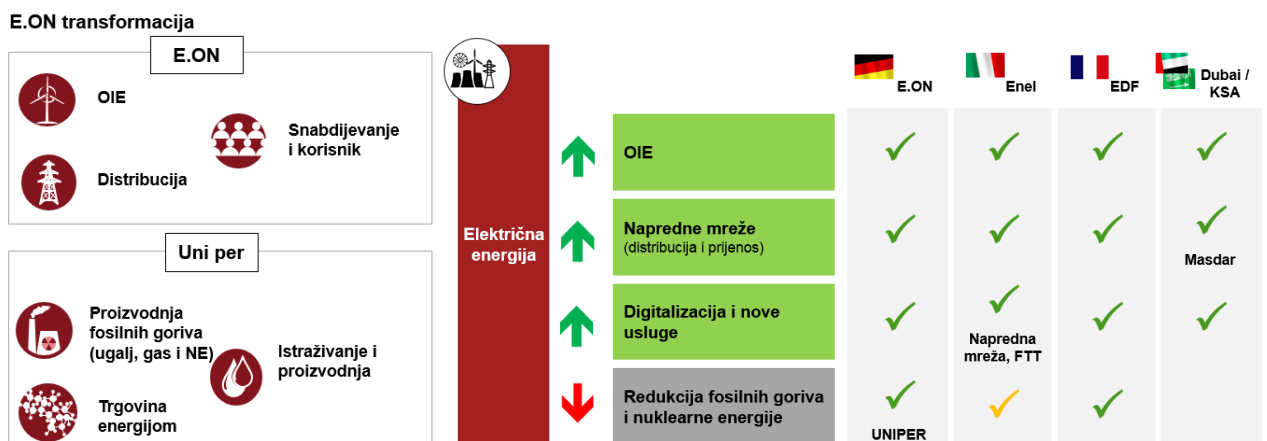 E.ON transformacija
E.ON
OIE
Snabdijevanje
i korisnik
Distribucija
Uni per
Proizvodnja
fosilnih goriva
(ugalj, gas i NE)
Istraživanje i
proizvodnja
Trgovina
energijom
Električna
energija
E.ON
Enel
EDF
Dubai /
KSA
OIE
Napredne mreže
(distribucija i prijenos)
Masdar
Digitalizacija i nove
usluge
Napredna
mreža, FTT
Redukcija fosilnih goriva
i nuklearne energije
UNIPER